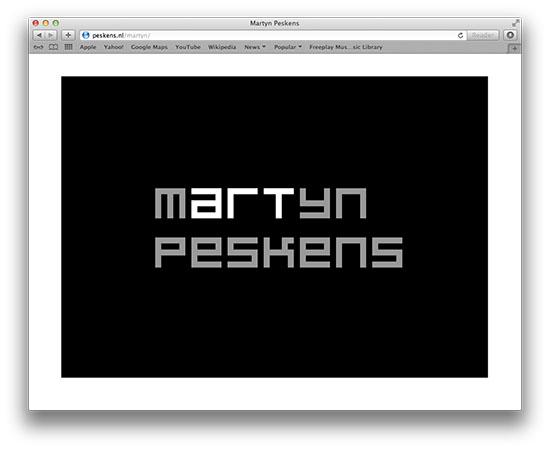 Martyn Peskens
peskens.nl/martyn/
Reader
Apple Yahoo! Google Maps YouTube Wikipedia News Popular Freeplay Mus...sic Library
martyn
peskens